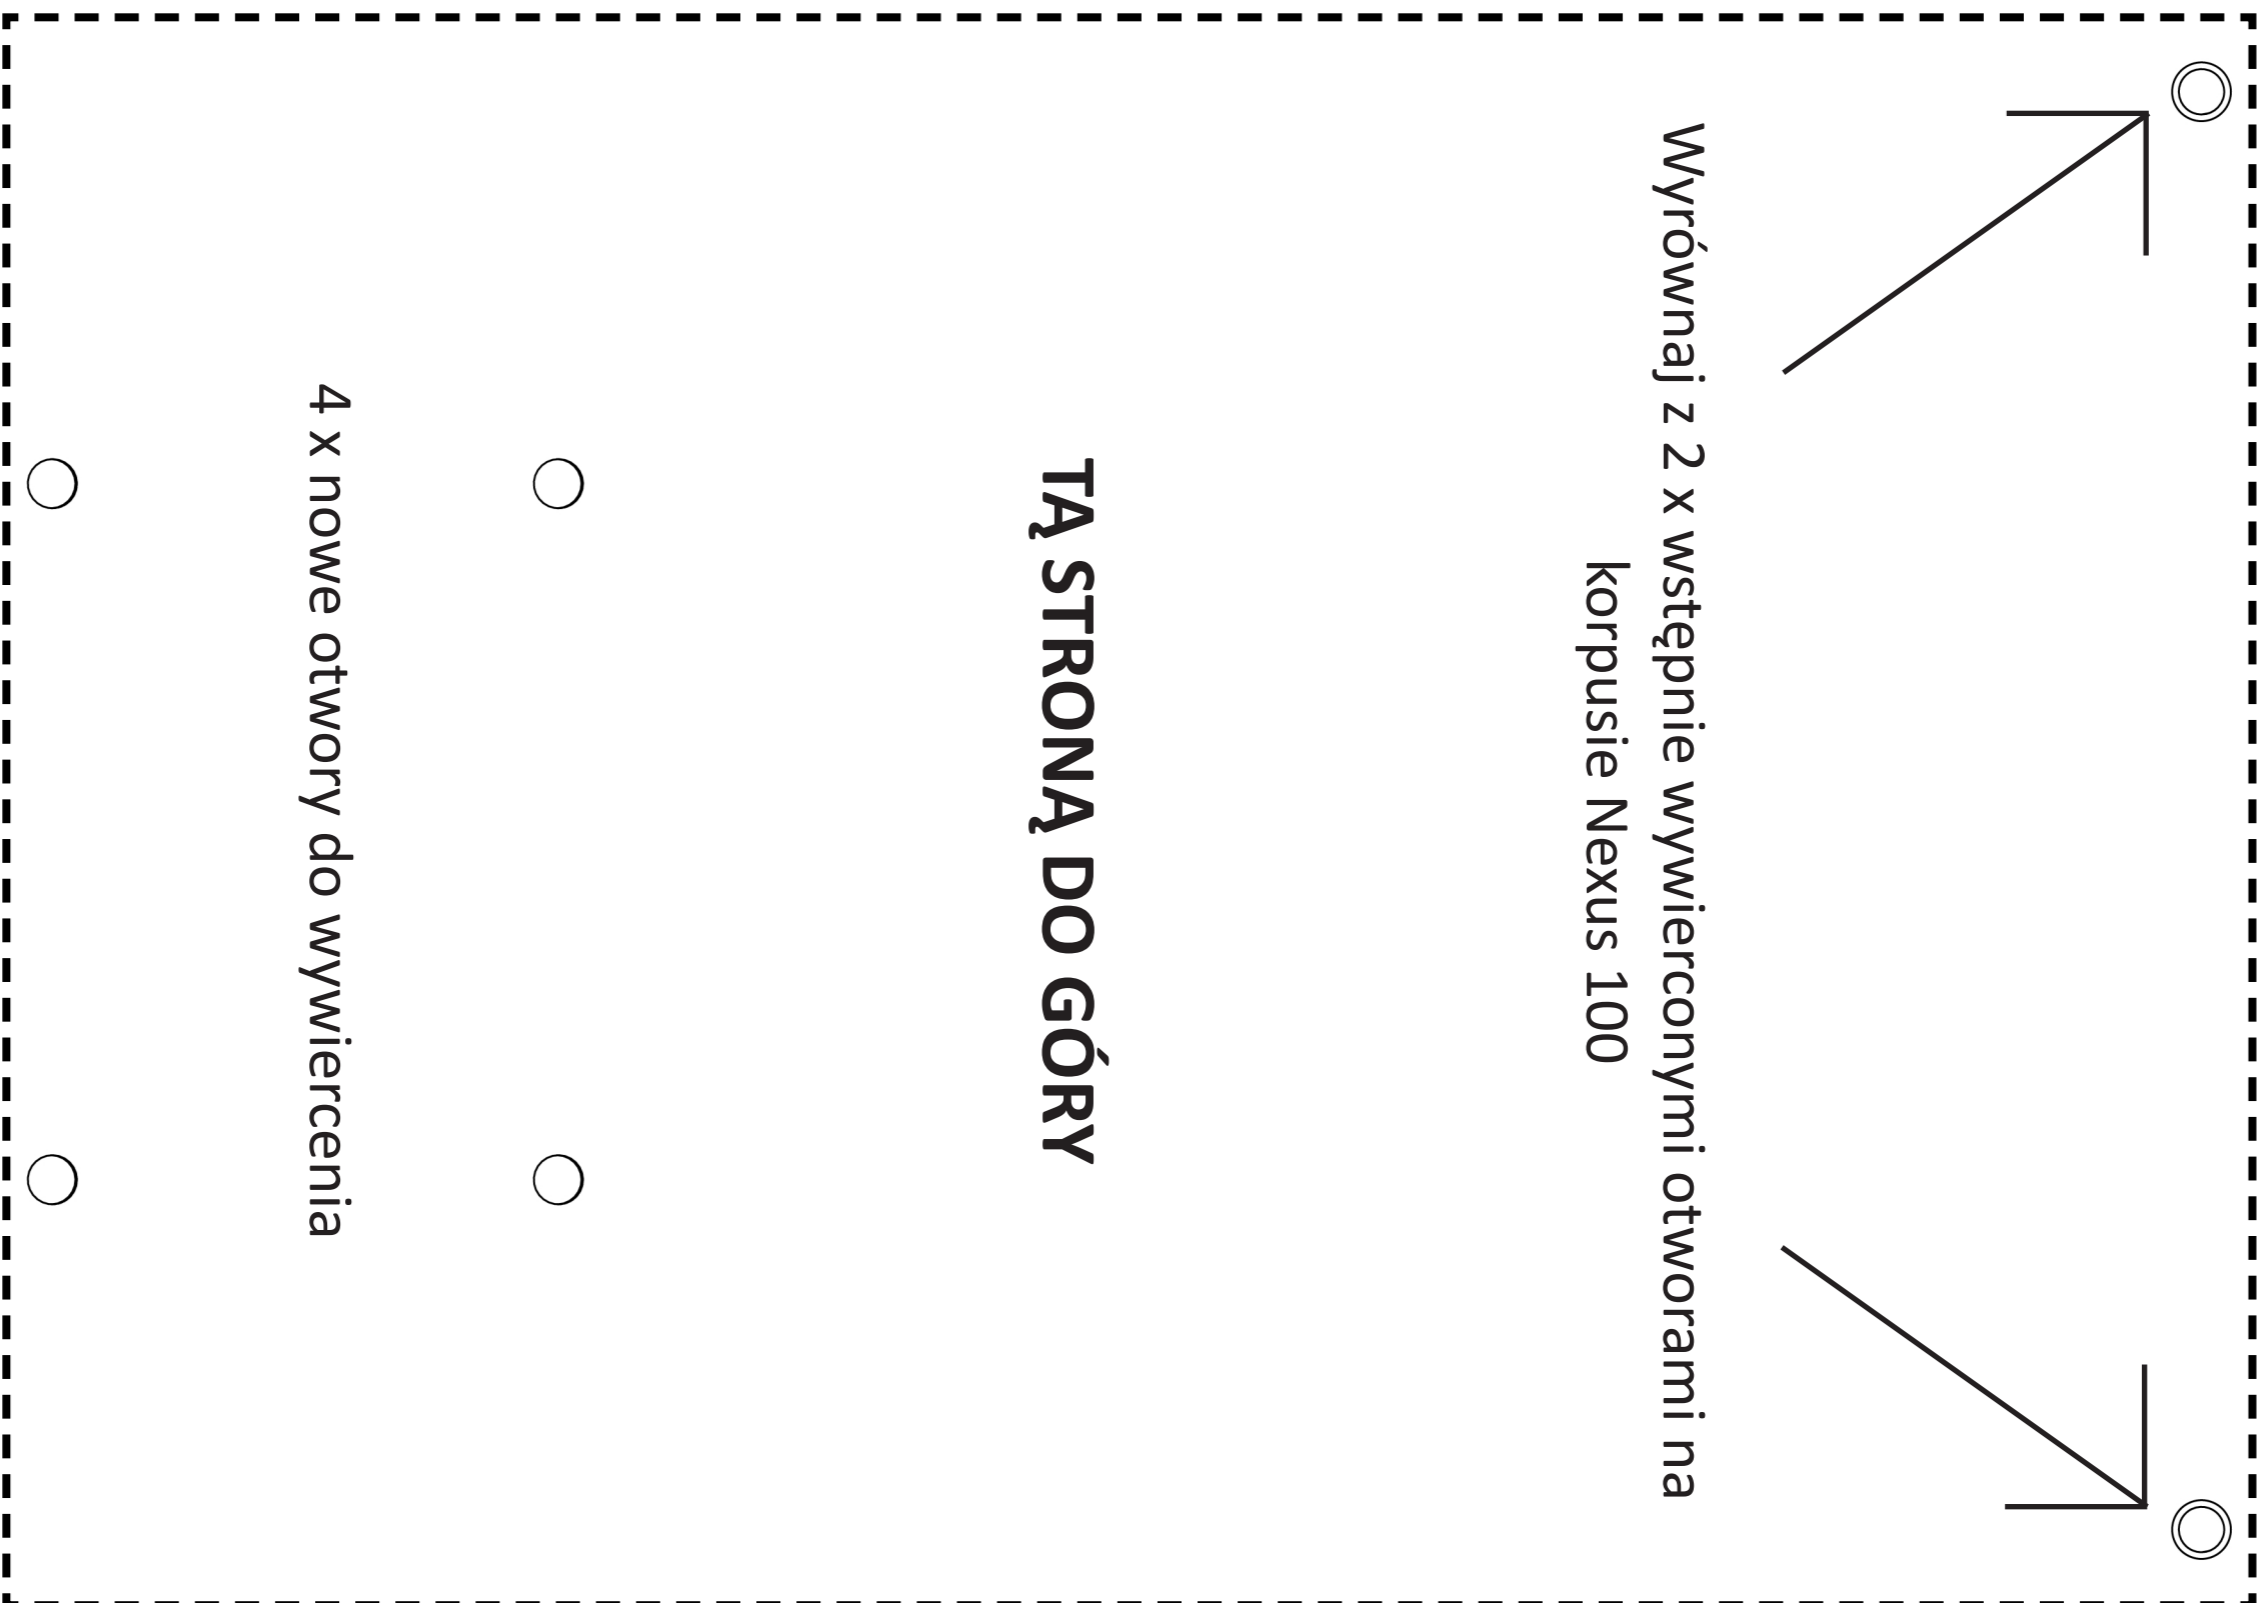 Wyrównaj z 2 x wstępnie wywierconymi otworami na
korpusie Nexus 100
TĄ STRONĄ DO GÓRY
4 x nowe otwory do wywiercenia